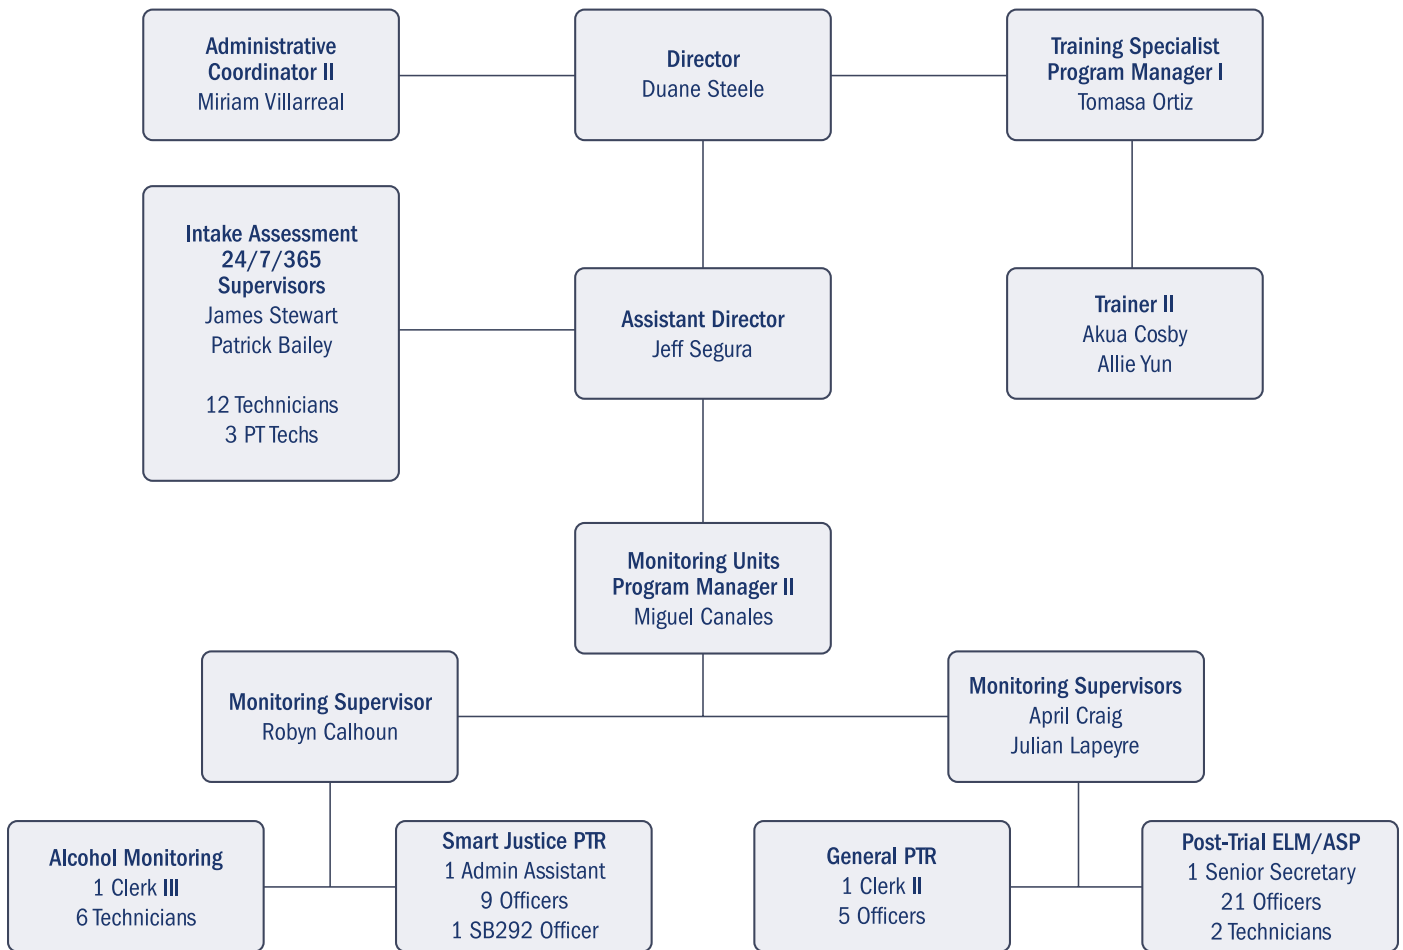 Administrative
Coordinator II
Miriam Villarreal
Director
Duane Steele
Training Specialist
Program Manager I
Tomasa Ortiz
Intake Assessment
24/7/365
Supervisors
James Stewart
Patrick Bailey
12 Technicians
3 PT Techs
Assistant Director
Jeff Segura
Trainer II
Akua Cosby
Allie Yun
Monitoring Units
Program Manager II
Miguel Canales
Monitoring Supervisor
Robyn Calhoun
Monitoring Supervisors
April Craig
Julian Lapeyre
Alcohol Monitoring
1 Clerk III
6 Technicians
Smart Justice PTR
1 Admin Assistant
9 Officers
1 SB292 Officer
General PTR
1 Clerk II
5 Officers
Post-Trial ELM/ASP
1 Senior Secretary
21 Officers
2 Technicians